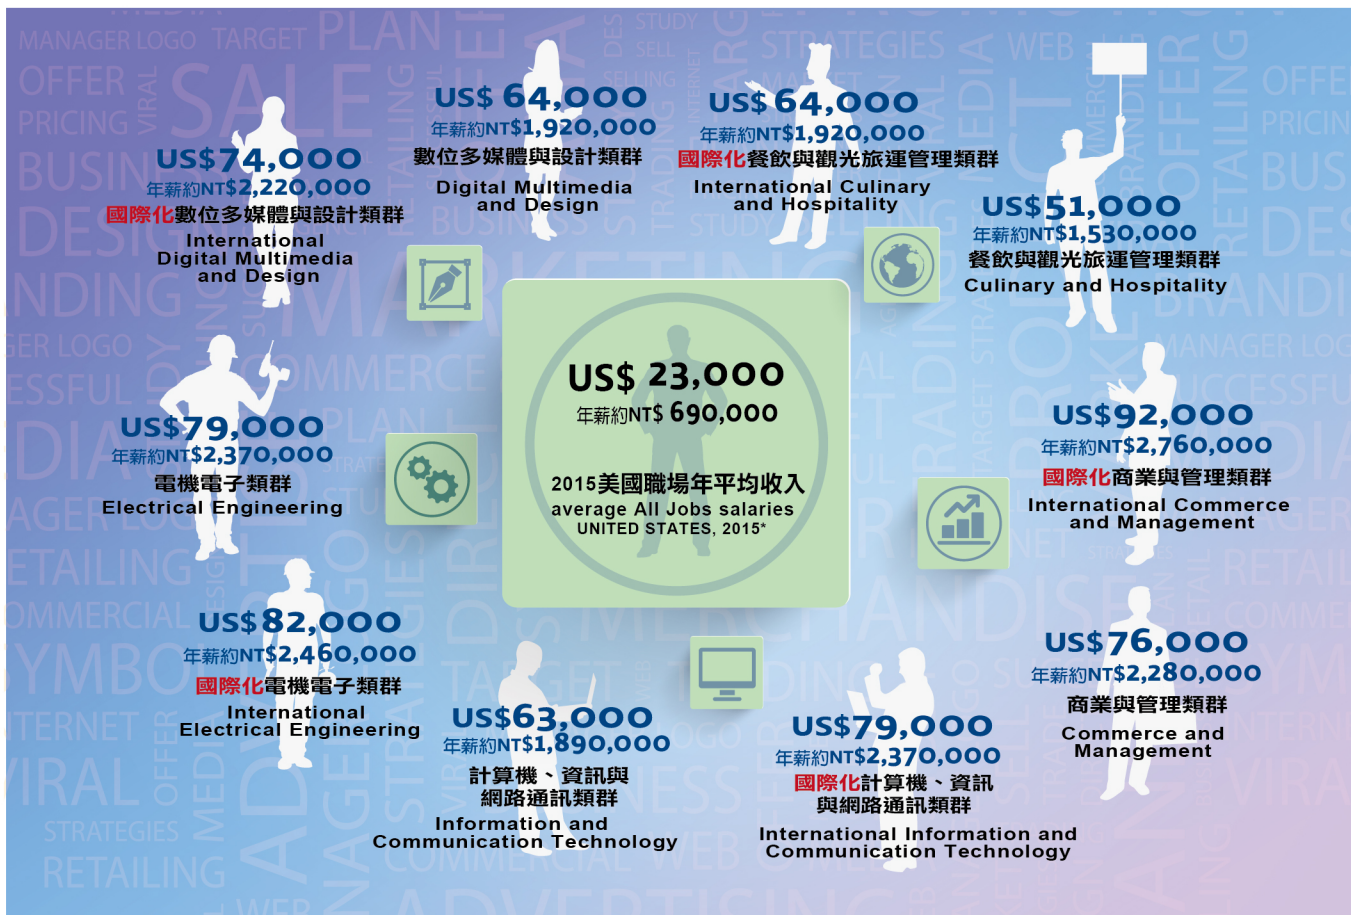 US$ 64,000
年薪約NT$1,920,000
數位多媒體與設計類群
Digital Multimedia
and Design
US$ 64,000
年薪約NT$1,920,000
國際化餐飲與觀光旅運管理類群
International Culinary
and Hospitality
US$74,000
年薪約NT$2,220,000
國際化數位多媒體與設計類群
International
Digital Multimedia
and Design
US$51,000
年薪約NT$1,530,000
餐飲與觀光旅運管理類群
Culinary and Hospitality
US$ 23,000
年薪約NT$ 690,000
2015美國職場年平均收入
average All Jobs salaries
UNITED STATES, 2015*
US$79,000
年薪約NT$2,370,000
電機電子類群
Electrical Engineering
US$92,000
年薪約NT$2,760,000
國際化商業與管理類群
International Commerce
and Management
US$82,000
年薪約NT$2,460,000
國際化電機電子類群
International
Electrical Engineering
US$76,000
年薪約NT$2,280,000
商業與管理類群
Commerce and
Management
US$63,000
年薪約NT$1,890,000
計算機、資訊與
網路通訊類群
Information and
Communication Technology
US$79,000
年薪約NT$2,370,000
國際化計算機、資訊
與網路通訊類群
International Information and
Communication Technology